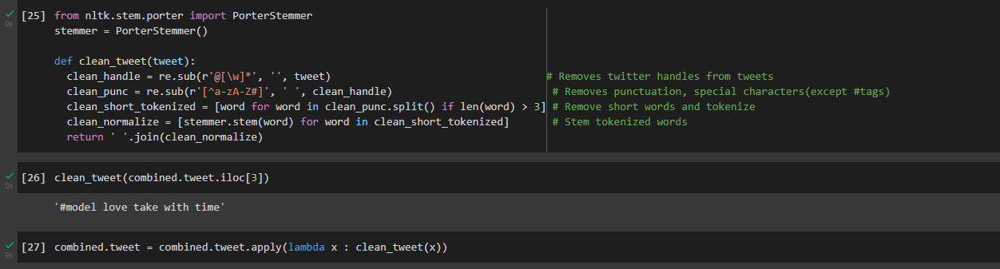 [25] from nltk.stem.porter import PorterStemmer
0s
stemmer = PorterStemmer()
def clean_tweet(tweet):
clean_handle = re.sub(r'@[\w]*', '', tweet) # Removes twitter handles from tweets
clean_punc = re.sub(r'[^a-zA-Z#]', ' ', clean_handle) # Removes punctuation, special characters(except #tags)
clean_short_tokenized = [word for word in clean_punc.split() if len(word) > 3] # Remove short words and tokenize
clean_normalize = [stemmer.stem(word) for word in clean_short_tokenized] # Stem tokenized words
return ' '.join(clean_normalize)
[26] clean_tweet(combined.tweet.iloc[3])
0s
'#model love take with time'
[27] combined.tweet = combined.tweet.apply(lambda x : clean_tweet(x))
9s